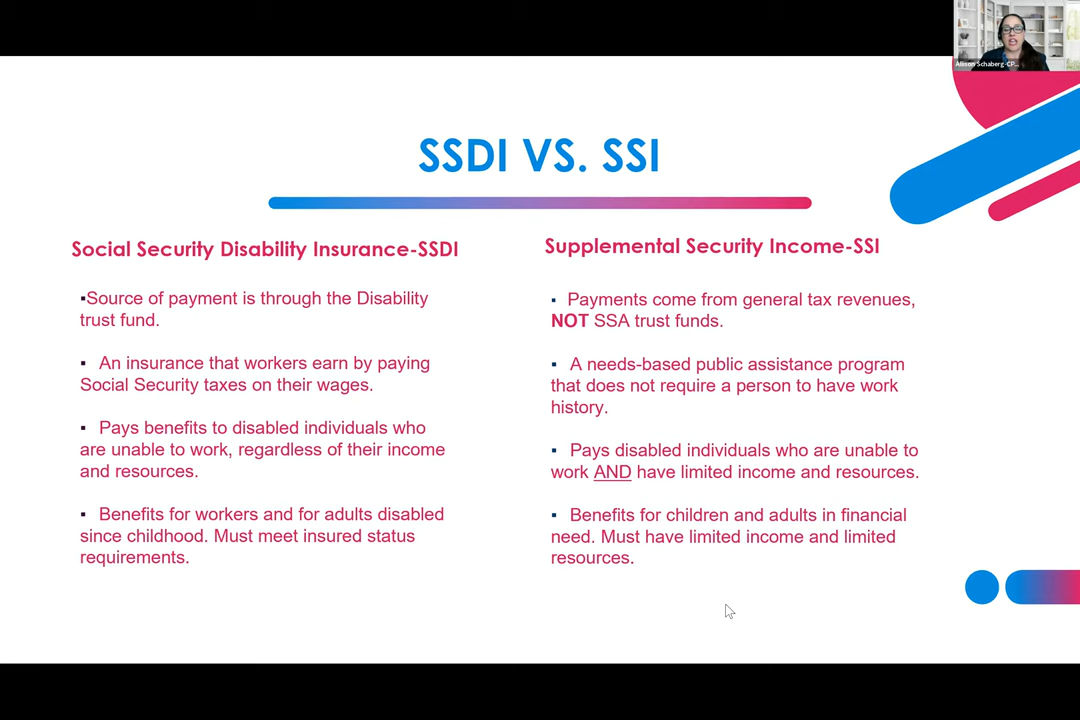 Allison Schaberg-CP...
SSDI VS. SSI
Social Security Disability Insurance-SSDI
▪Source of payment is through the Disability
trust fund.
▪ An insurance that workers earn by paying
Social Security taxes on their wages.
▪ Pays benefits to disabled individuals who
are unable to work, regardless of their income
and resources.
▪ Benefits for workers and for adults disabled
since childhood. Must meet insured status
requirements.
Supplemental Security Income-SSI
▪ Payments come from general tax revenues,
NOT SSA trust funds.
▪ A needs-based public assistance program
that does not require a person to have work
history.
▪ Pays disabled individuals who are unable to
work AND have limited income and resources.
▪ Benefits for children and adults in financial
need. Must have limited income and limited
resources.